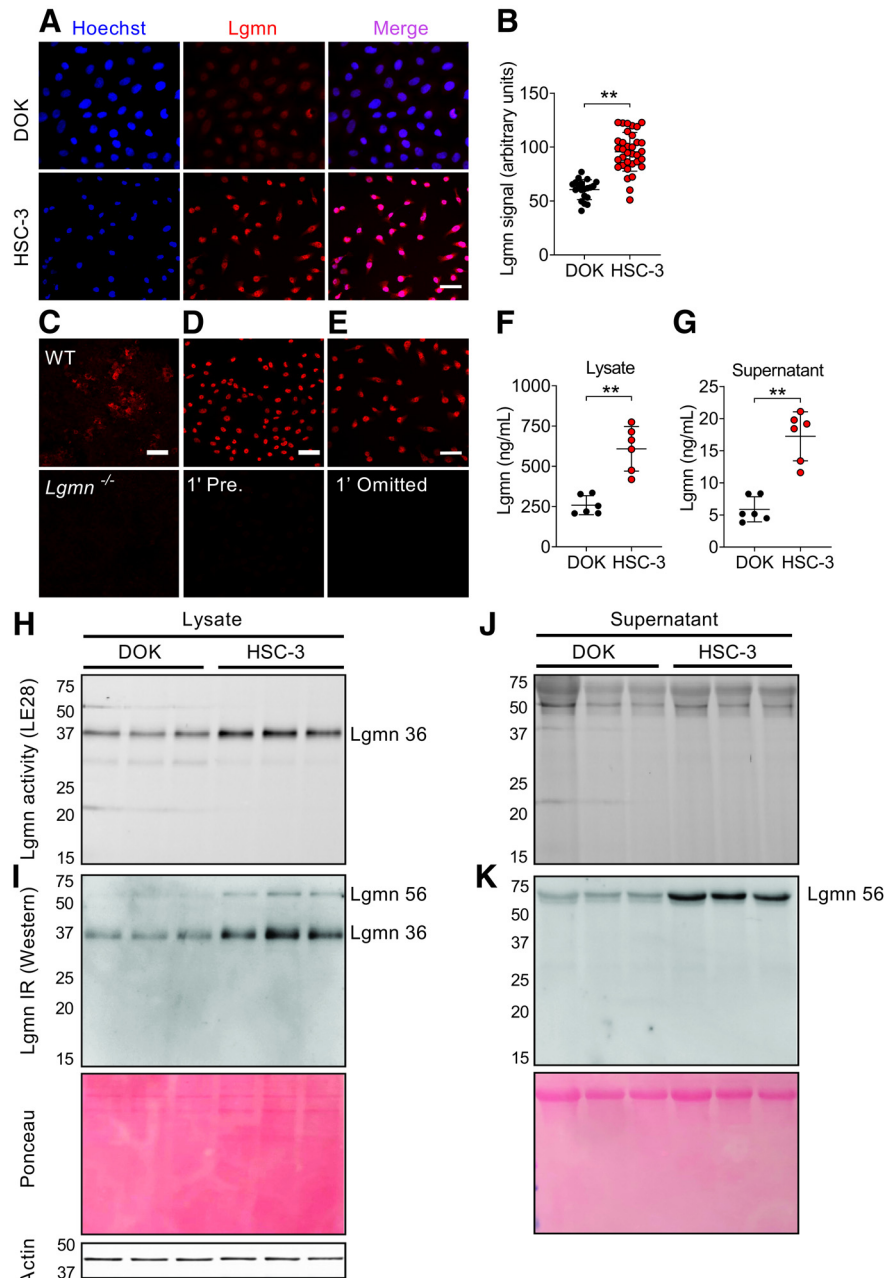 A
Hoechst
Lgmn
Merge
DOK
HSC-3
B
Lgmn signal (arbitrary units)
150
100
50
0
**
DOK HSC-3
C
D
E
WT
Lgmn -/-
1' Pre.
1’ Omitted
F
Lysate
Lgmn (ng/mL)
1000
750
500
250
0
**
DOK HSC-3
G
Supernatant
Lgmn (ng/mL)
25
20
15
10
5
0
**
DOK HSC-3
H
Lysate
DOK
HSC-3
Lgmn activity (LE28)
75
50
37
25
20
15
Lgmn 36
I
Lgmn IR (Western)
75
50
37
25
20
15
Lgmn 56
Lgmn 36
Ponceau
Actin
50
37
J
Supernatant
DOK
HSC-3
75
50
37
25
20
15
K
75
50
37
25
20
15
Lgmn 56